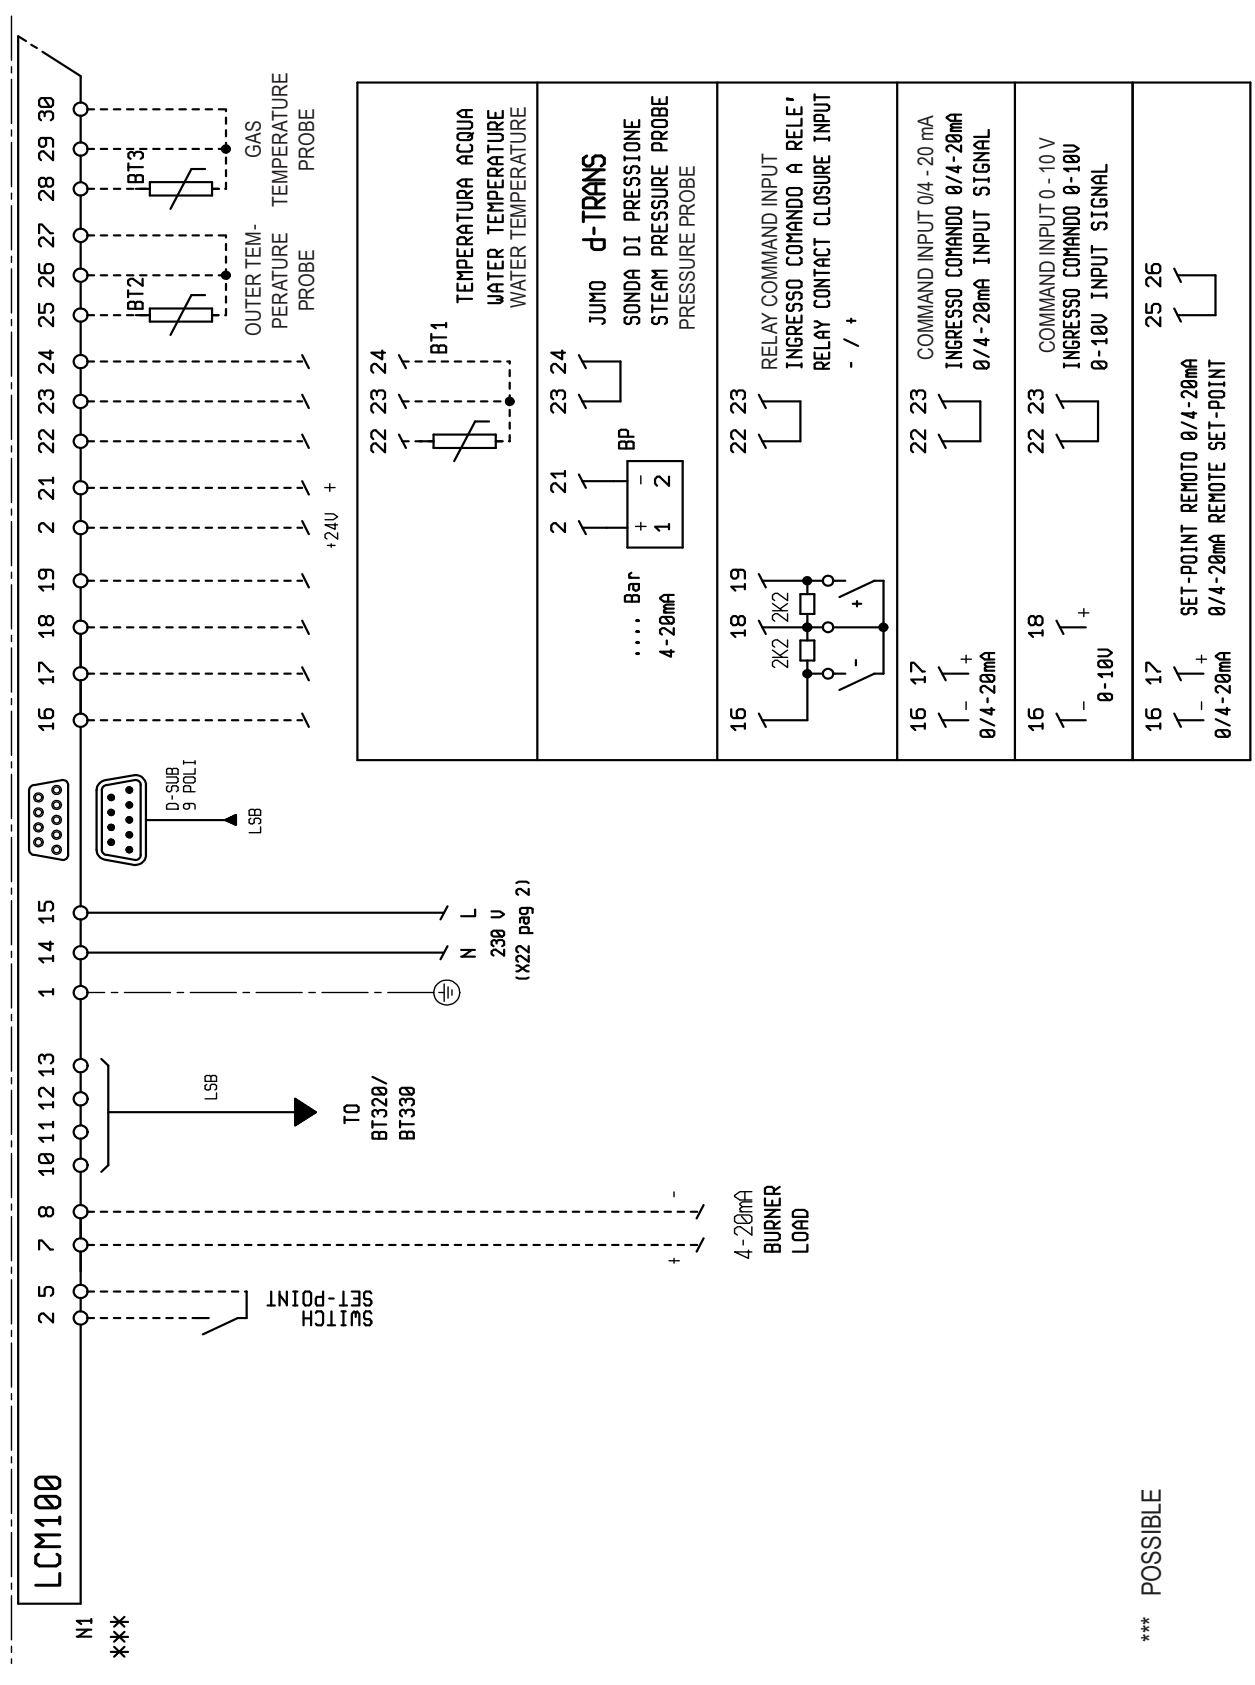 LCM100
N1
***
2 5 7 8 10 11 12 13 1 14 15 16 17 18 19 2 21 22 23 24 25 26 27 28 29 30
SWITCH
SET-POINT
+ -
4-20mA
BURNER
LOAD
LSB
TO
BT320/
BT330
N L
230 V
(X22 pag 2)
D-SUB
9 POLI
LSB
+24V +
BT2
OUTER TEM-
PERATURE
PROBE
BT3
GAS
TEMPERATURE
PROBE
22 23 24
BT1
TEMPERATURA ACQUA
WATER TEMPERATURE
WATER TEMPERATURE
2 21 23 24
+ -
1 2
BP
.... Bar
4-20mA
JUMO d-TRANS
SONDA DI PRESSIONE
STEAM PRESSURE PROBE
PRESSURE PROBE
16 18 19 22 23
2K2 2K2
- +
RELAY COMMAND INPUT
INGRESSO COMANDO A RELE'
RELAY CONTACT CLOSURE INPUT
- / +
16 17 22 23
- +
0/4-20mA
COMMAND INPUT 0/4 - 20 mA
INGRESSO COMANDO 0/4-20mA
0/4-20mA INPUT SIGNAL
16 18 22 23
- +
0-10V
COMMAND INPUT 0 - 10 V
INGRESSO COMANDO 0-10V
0-10V INPUT SIGNAL
16 17 25 26
- +
0/4-20mA
SET-POINT REMOTO 0/4-20mA
0/4-20mA REMOTE SET-POINT
*** POSSIBLE